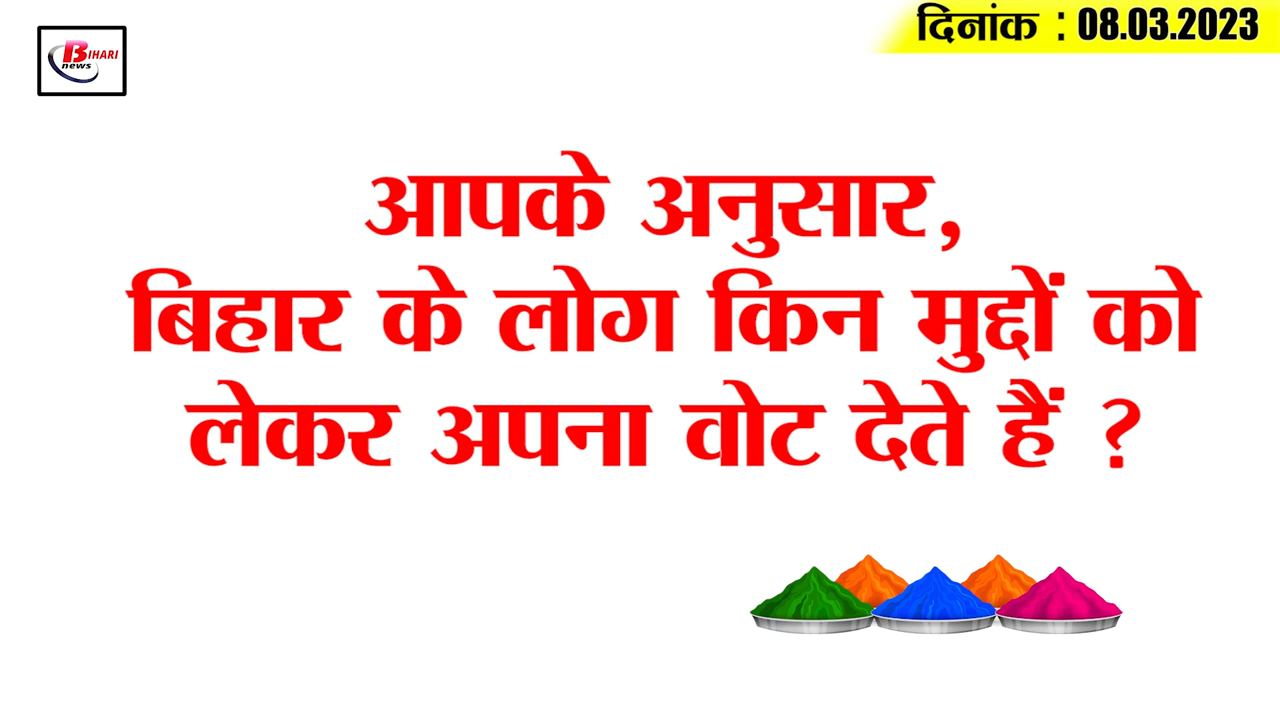 BIHARI
news
दिनांक : 08.03.2023
आपके अनुसार,
बिहार के लोग किन मुद्दों को
लेकर अपना वोट देते हैं ?